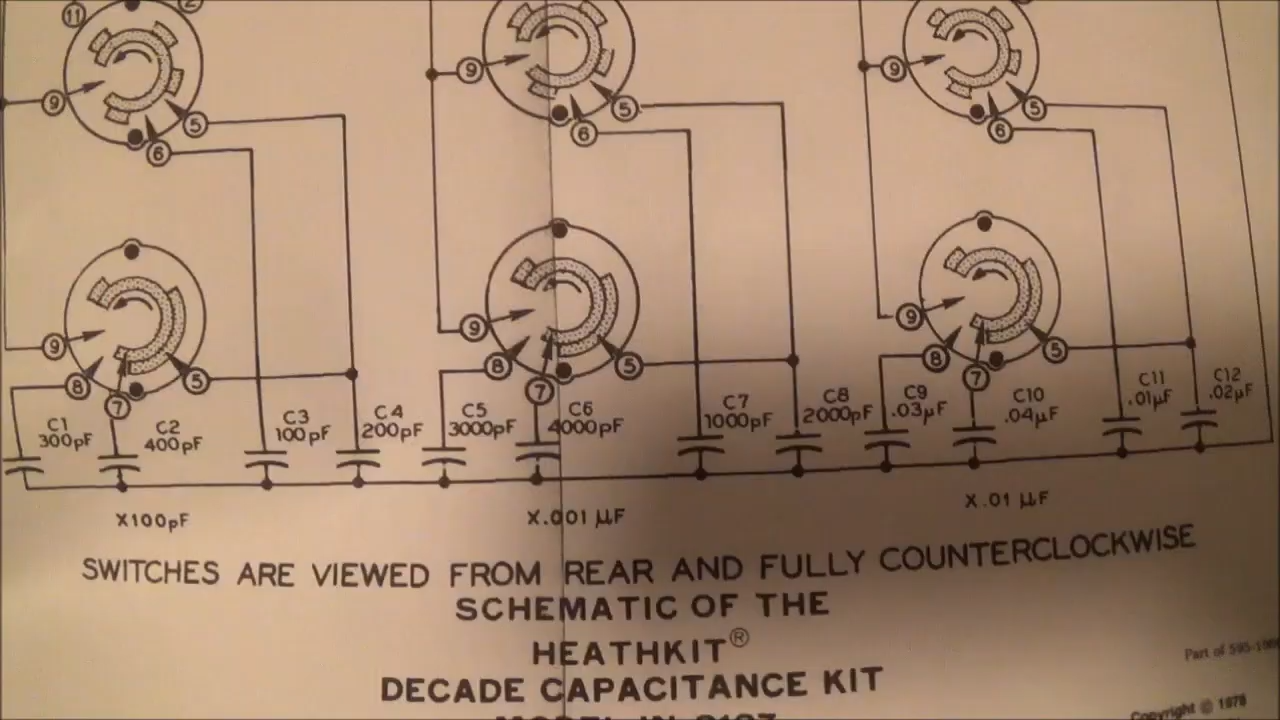 11 2
9 9 9
5 5 5
6 6 6
9 9 9
8 7 5 8 7 5 8 7 5
C1 300pF
C2 400pF
C3 100pF
C4 200pF
C5 3000pF
C6 4000pF
C7 1000pF
C8 2000pF
C9 .03µF
C10 .04µF
C11 .01µF
C12 .02µF
X100pF
X.001 µF
X .01 µF
SWITCHES ARE VIEWED FROM REAR AND FULLY COUNTERCLOCKWISE
SCHEMATIC OF THE
HEATHKIT®
DECADE CAPACITANCE KIT
Part of
Copyright © 1978